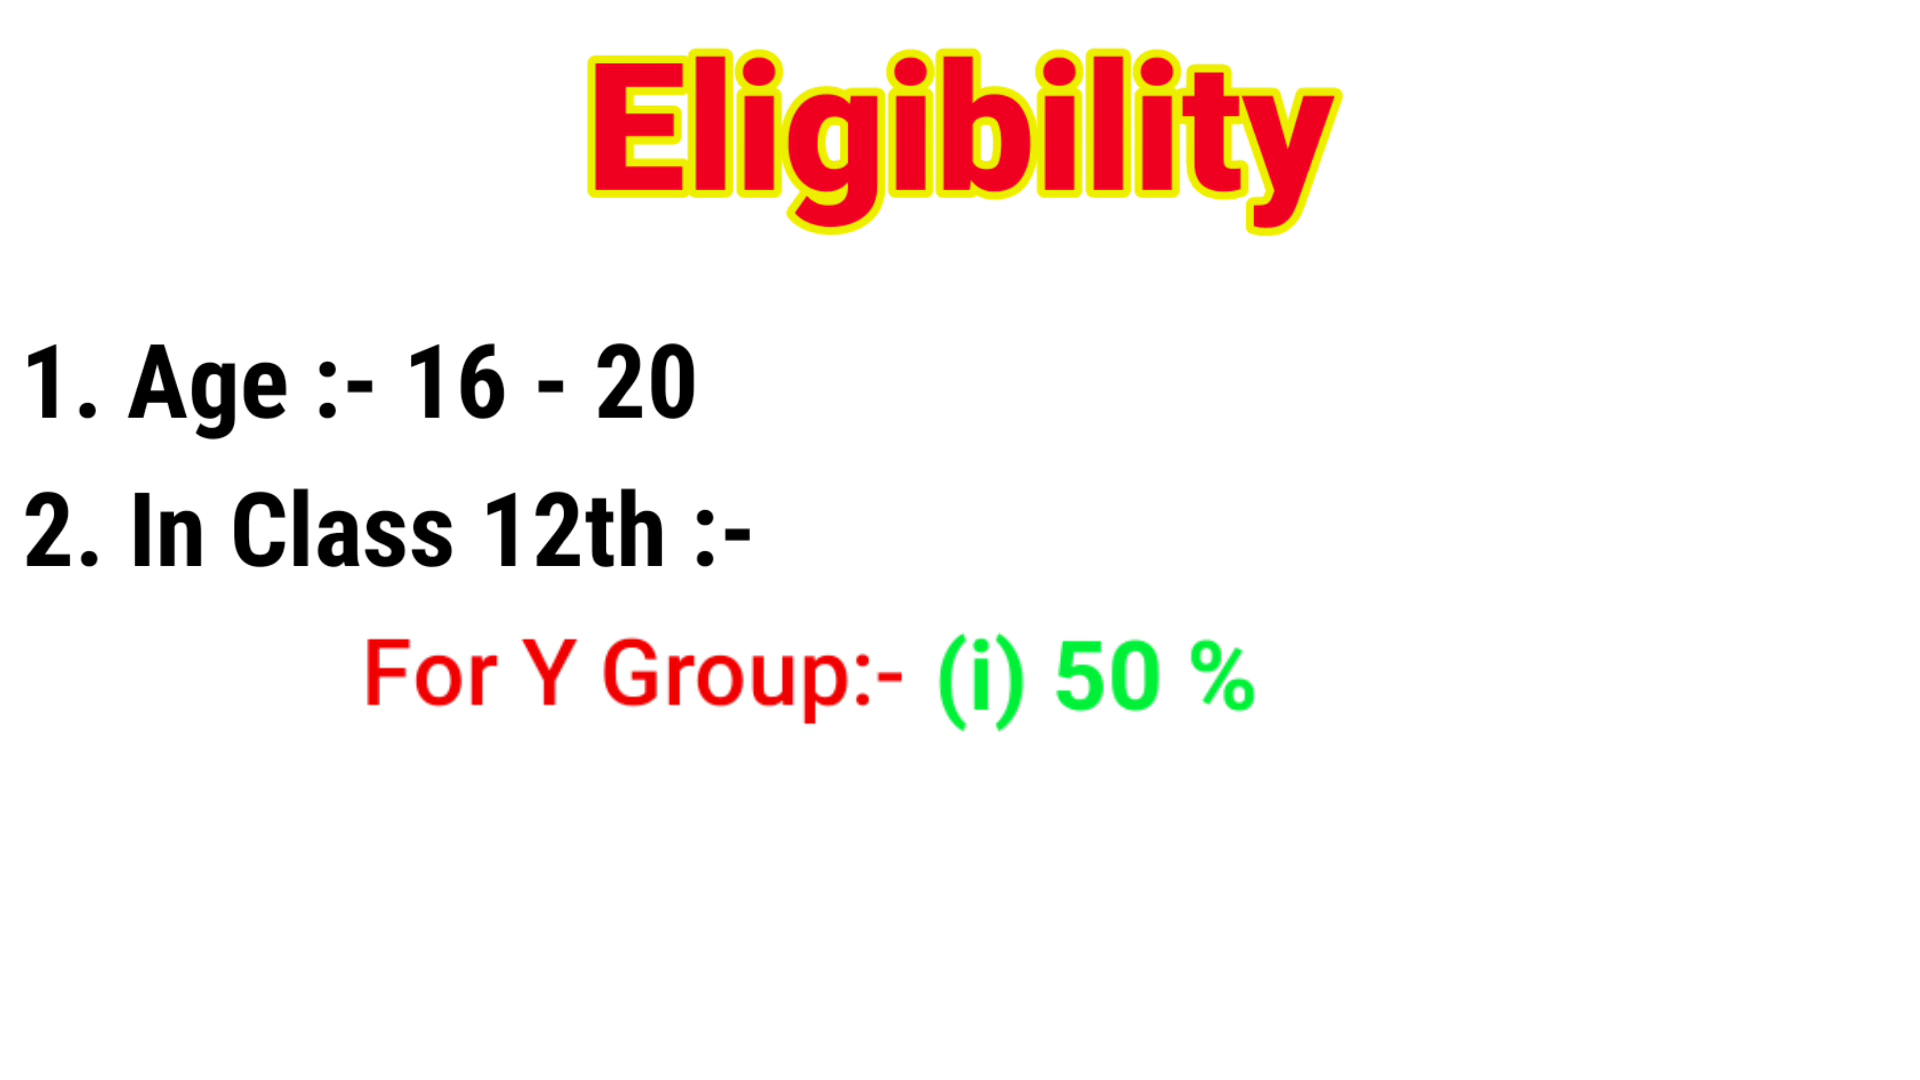 Eligibility
1. Age :- 16 - 20
2. In Class 12th :-
For Y Group:- (i) 50 %